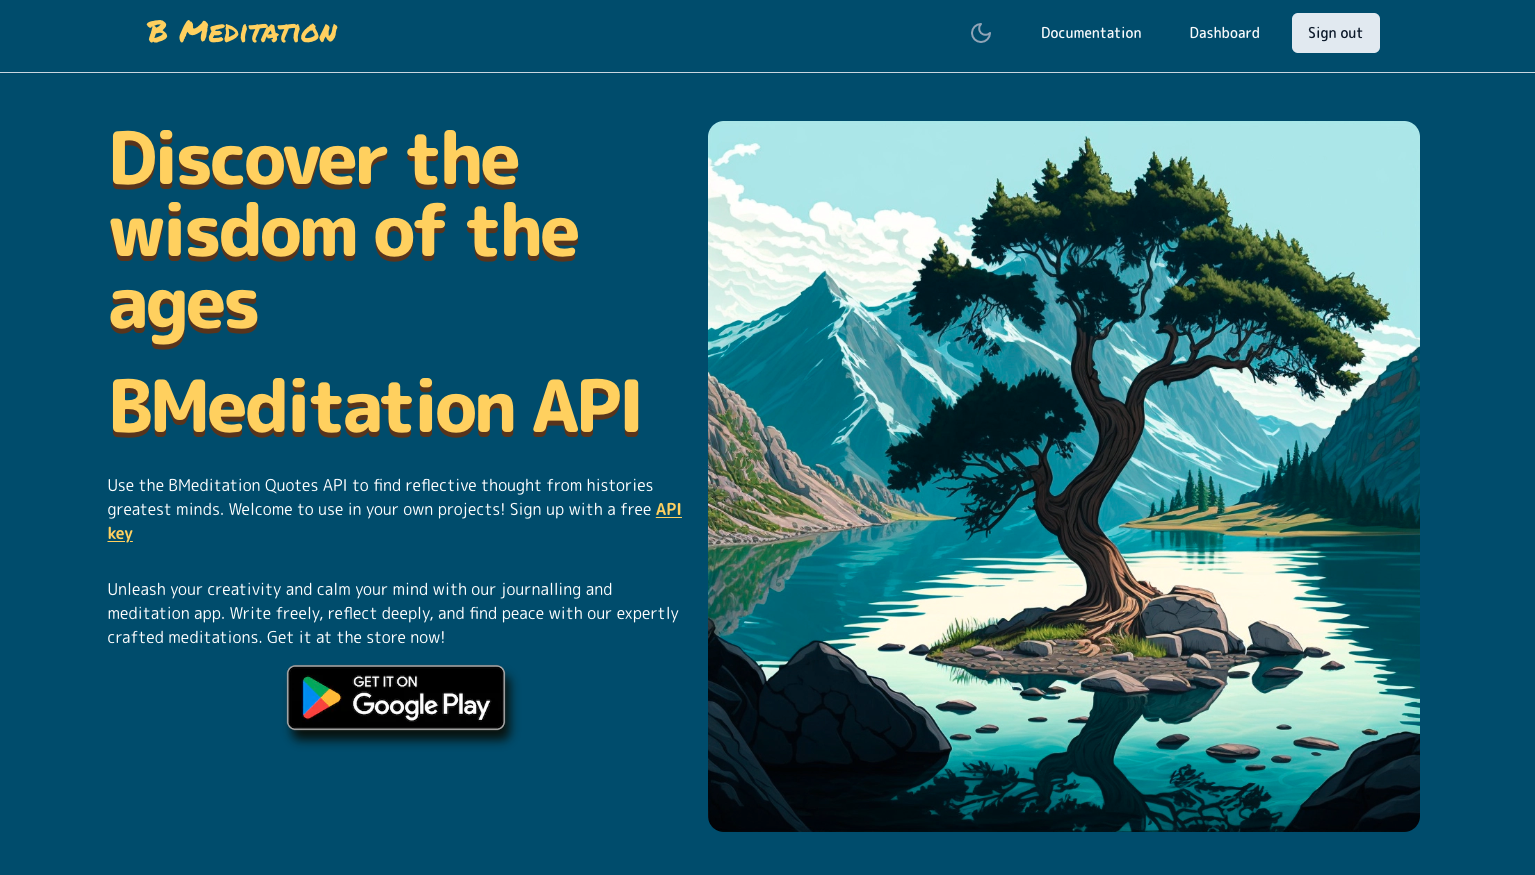 B Meditation
Documentation
Dashboard
Sign out
Discover the
wisdom of the
ages
BMeditation API
Use the BMeditation Quotes API to find reflective thought from histories
greatest minds. Welcome to use in your own projects! Sign up with a free API
key
Unleash your creativity and calm your mind with our journalling and
meditation app. Write freely, reflect deeply, and find peace with our expertly
crafted meditations. Get it at the store now!
GET IT ON
Google Play